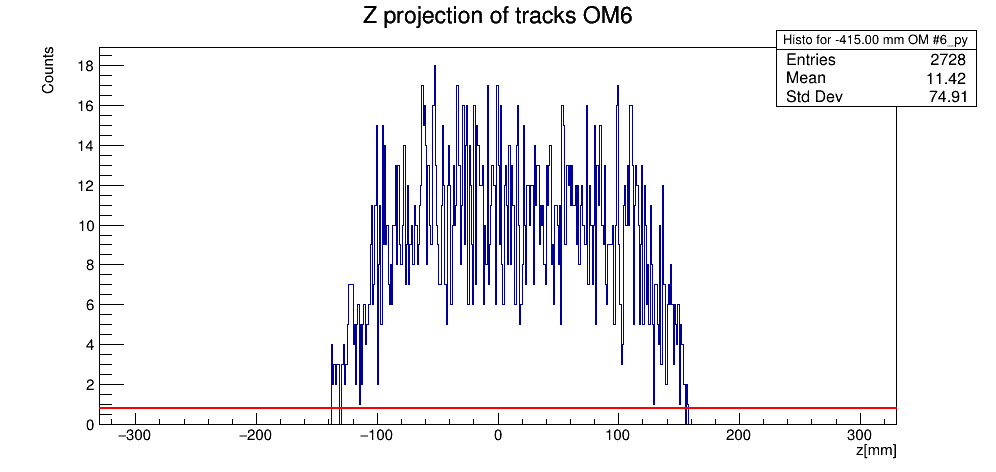 Z projection of tracks OM6
Histo for -415.00 mm OM #6_py
Entries 2728
Mean 11.42
Std Dev 74.91
Counts
18
16
14
12
10
8
6
4
2
0
−300 −200 −100 0 100 200 300
z[mm]